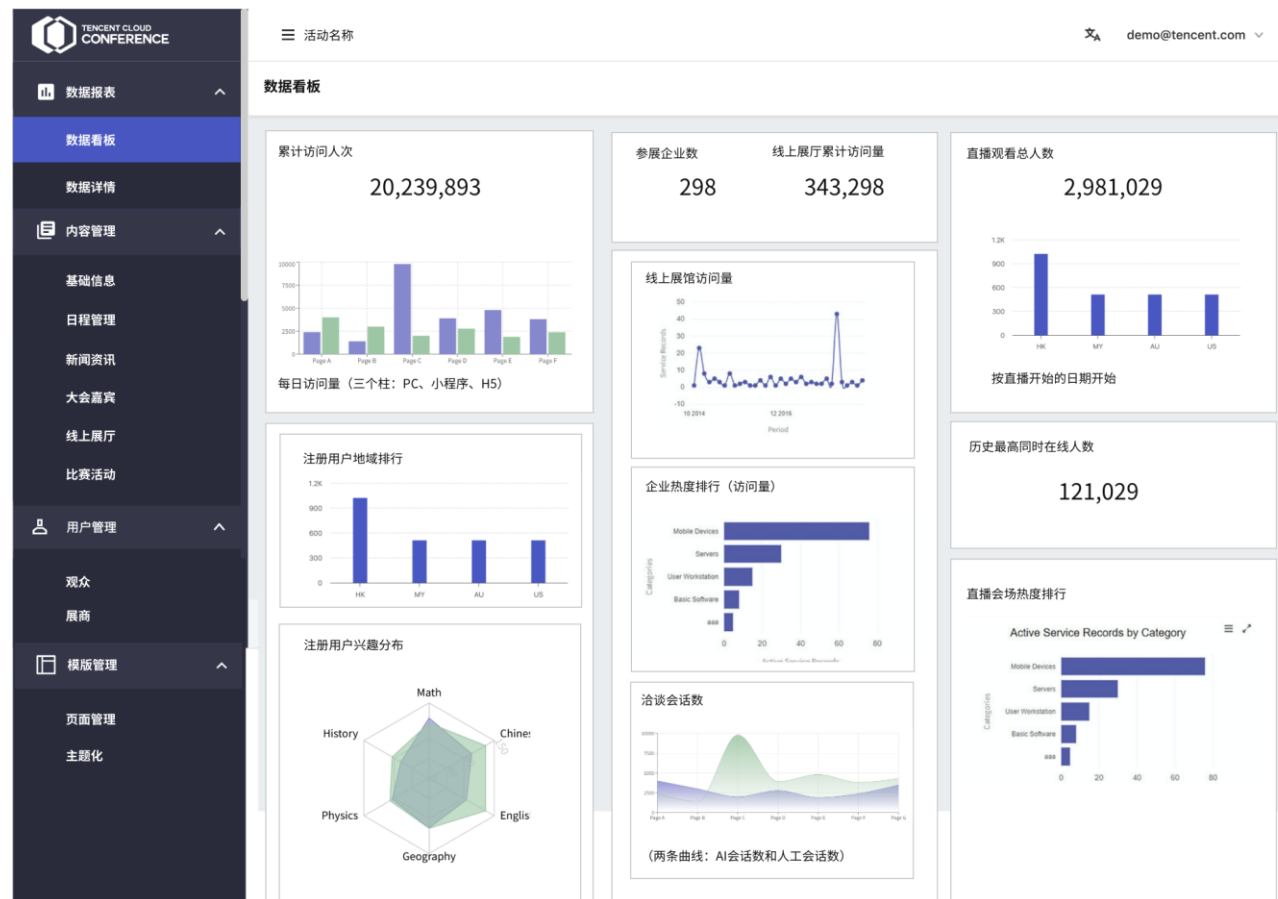 TENCENT CLOUD
CONFERENCE
活动名称
demo@tencent.com
数据报表
数据看板
数据详情
内容管理
基础信息
日程管理
新闻资讯
大会嘉宾
线上展厅
比赛活动
用户管理
观众
展商
模版管理
页面管理
主题化
数据看板
累计访问人次
20,239,893
10000
7500
5000
2500
0
Page A Page B Page C Page D Page E Page F
每日访问量（三个柱：PC、小程序、H5）
注册用户地域排行
1.2K
900
600
300
0
HK MY AU US
注册用户兴趣分布
Math
History
Chine
150
Physics
Englis
Geography
参展企业数
298
线上展厅累计访问量
343,298
线上展馆访问量
Service Records
50
40
30
20
10
0
-10
10 2014 12 2016
Period
企业热度排行（访问量）
Categories
Mobile Devices
Servers
User Workstation
Basic Software
###
0 20 40 60 80
Active Service Records
洽谈会话数
10000
7500
5000
2500
0
Page A Page B Page C Page D Page E Page F Page G
（两条曲线：AI会话数和人工会话数）
直播观看总人数
2,981,029
1.2K
900
600
300
0
HK MY AU US
按直播开始的日期开始
历史最高同时在线人数
121,029
直播会场热度排行
Active Service Records by Category
Categories
Mobile Devices
Servers
User Workstation
Basic Software
###
0 20 40 60 80